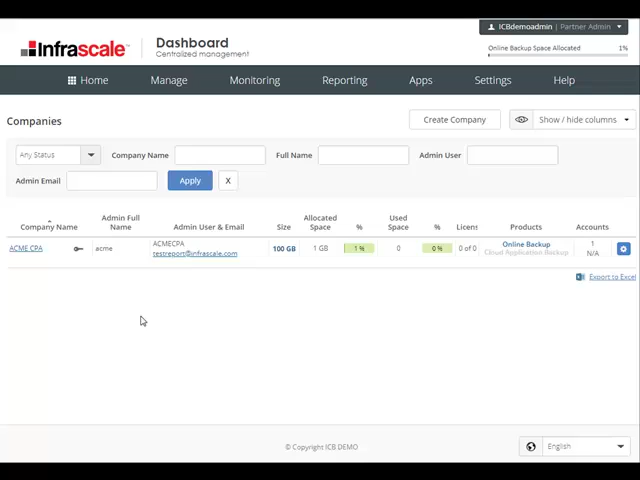 ICBdemoadmin | Partner Admin
Infrascale
Dashboard
Centralized management
Online Backup Space Allocated 1%
Home Manage Monitoring Reporting Apps Settings Help
Companies
Create Company
Show / hide columns
Any Status
Company Name
Full Name
Admin User
Admin Email
Apply
X
Company Name
Admin Full Name
Admin User & Email
Size
Allocated Space
%
Used Space
%
Licens
Products
Accounts
ACME CPA
acme
ACMECPA
testreport@infrascale.com
100 GB
1 GB
1 %
0
0 %
0 of 0
Online Backup
Cloud Application Backup
1
N/A
Export to Excel
© Copyright ICB DEMO
English